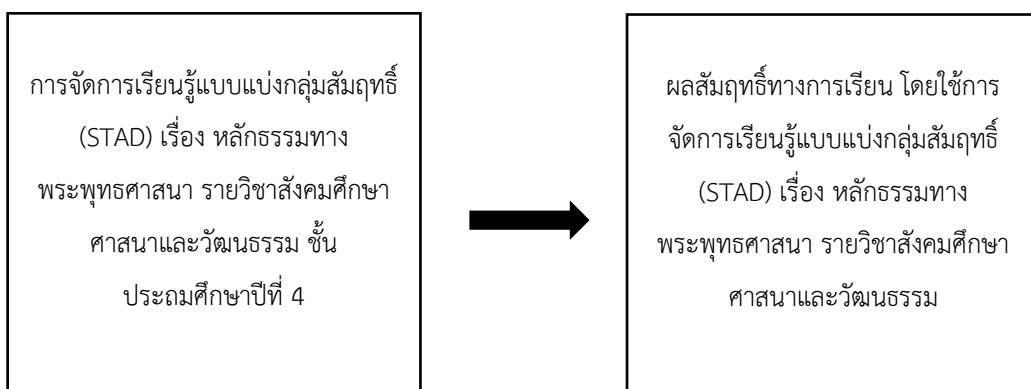 การจัดการเรียนรู้แบบแบ่งกลุ่มสัมฤทธิ์
(STAD) เรื่อง หลักธรรมทาง
พระพุทธศาสนา รายวิชาสังคมศึกษา
ศาสนาและวัฒนธรรม ชั้น
ประถมศึกษาปีที่ 4
ผลสัมฤทธิ์ทางการเรียน โดยใช้การ
จัดการเรียนรู้แบบแบ่งกลุ่มสัมฤทธิ์
(STAD) เรื่อง หลักธรรมทาง
พระพุทธศาสนา รายวิชาสังคมศึกษา
ศาสนาและวัฒนธรรม